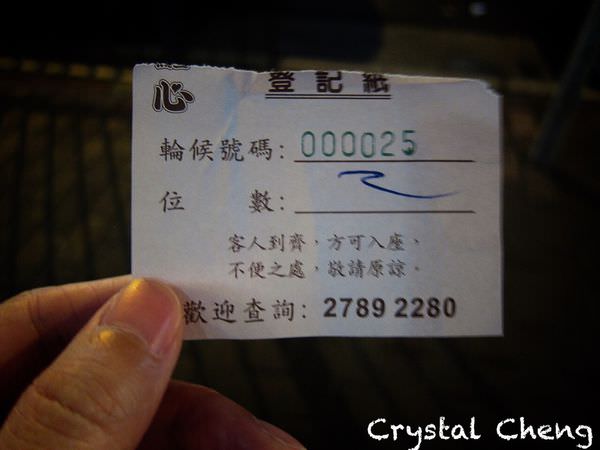 心
登記紙
輪候號碼: 000025
位 數:
客人到齊，方可入座，
不便之處，敬請原諒。
歡迎查詢: 2789 2280
Crystal Cheng